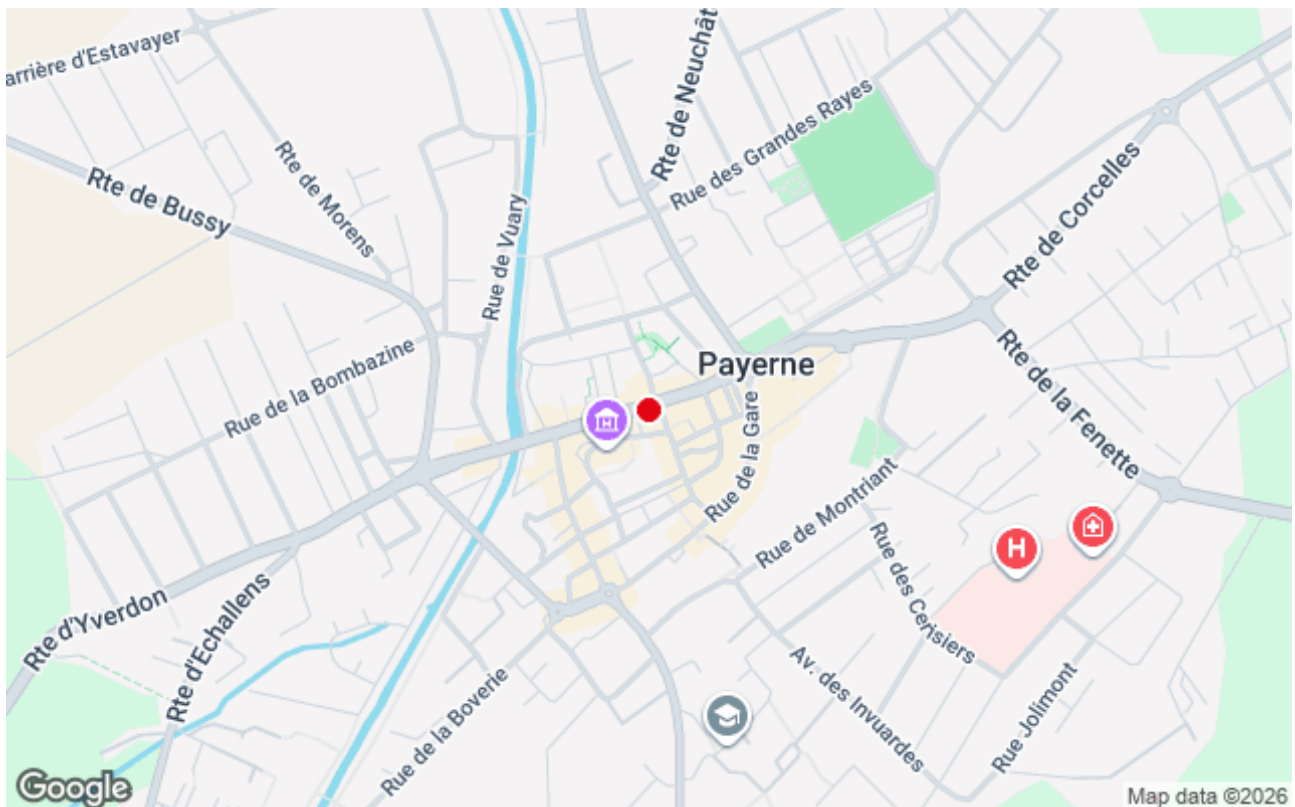 arrière d'Estavayer
Rte de Neuchât
Rue des Grandes Rayes
Rte de Morens
Rte de Bussy
Rue de Vuary
Rte de Corcelles
Rue de la Bombazine
Payerne
Rte de la Fenette
Rue de la Gare
Rue de Montriant
Rue des Cerisiers
H
Rte d'Yverdon
Rte d'Echallens
Rue de la Boverie
Av. des Invuardes
Rue Jolimont
Google
Map data ©2026